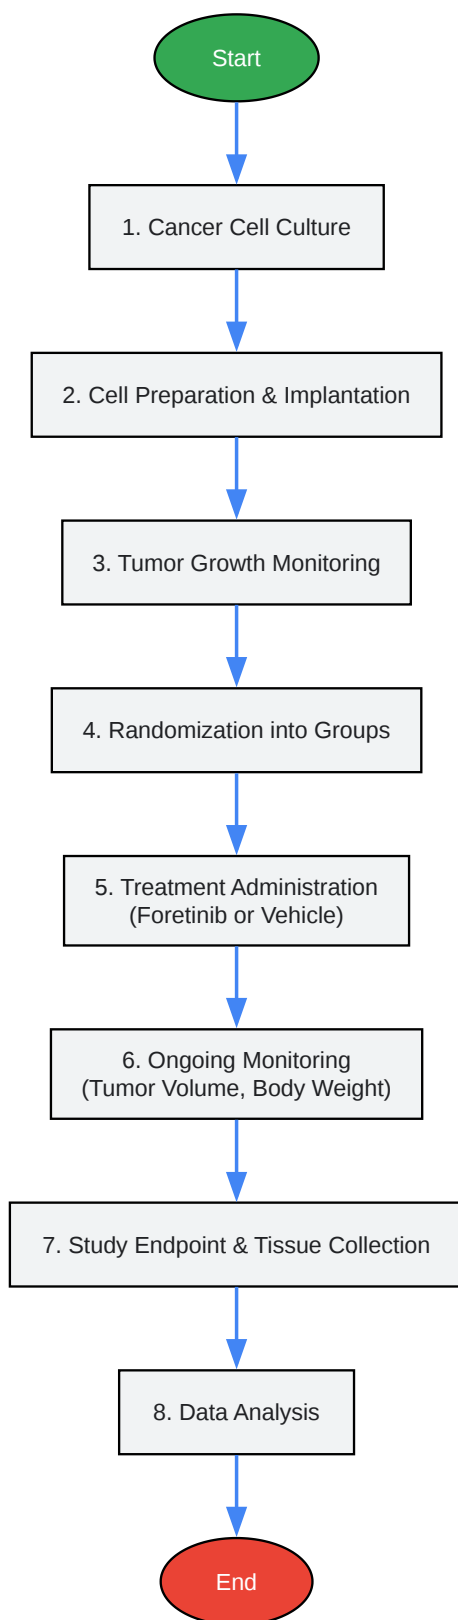 Start
1. Cancer Cell Culture
2. Cell Preparation & Implantation
3. Tumor Growth Monitoring
4. Randomization into Groups
5. Treatment Administration
(Foretinib or Vehicle)
6. Ongoing Monitoring
(Tumor Volume, Body Weight)
7. Study Endpoint & Tissue Collection
8. Data Analysis
End